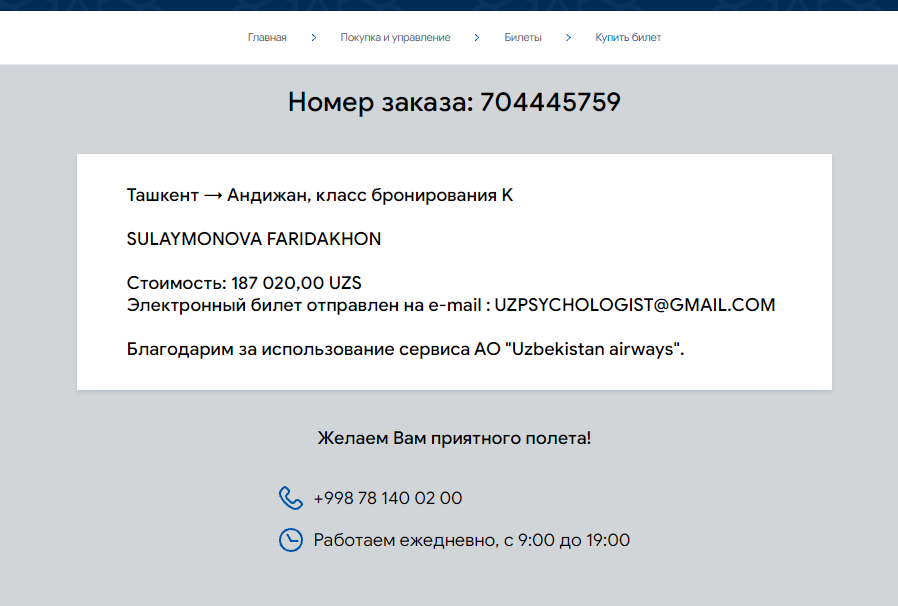 Главная > Покупка и управление > Билеты > Купить билет
Номер заказа: 704445759
Ташкент → Андижан, класс бронирования K
SULAYMONOVA FARIDAKHON
Стоимость: 187 020,00 UZS
Электронный билет отправлен на e-mail : UZPSYCHOLOGIST@GMAIL.COM
Благодарим за использование сервиса АО "Uzbekistan airways".
Желаем Вам приятного полета!
+998 78 140 02 00
Работаем ежедневно, с 9:00 до 19:00